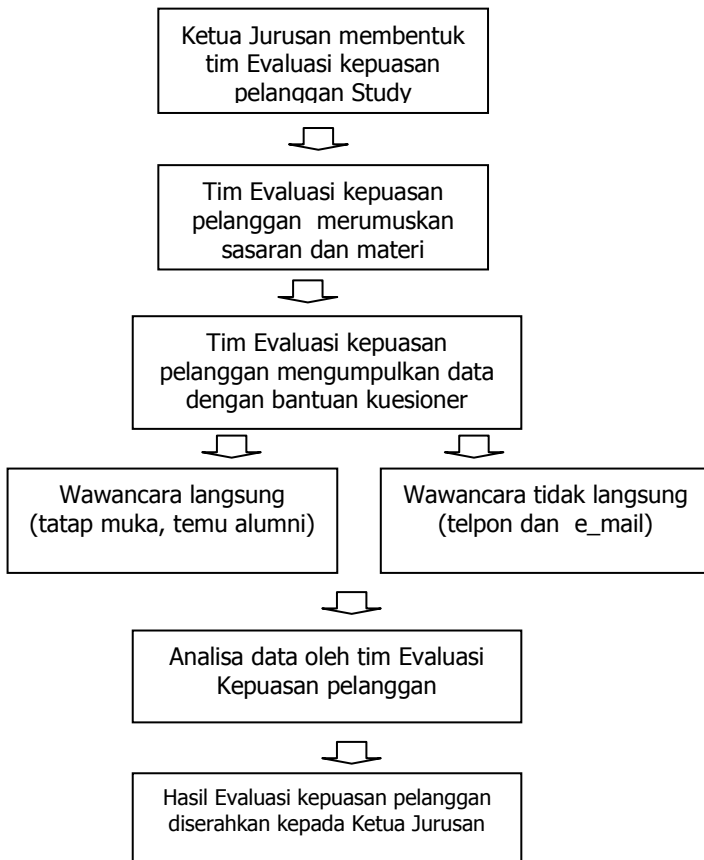 Ketua Jurusan membentuk
tim Evaluasi kepuasan
pelanggan Study
Tim Evaluasi kepuasan
pelanggan  merumuskan
sasaran dan materi
Tim Evaluasi kepuasan
pelanggan mengumpulkan data
dengan bantuan kuesioner
Wawancara langsung
(tatap muka, temu alumni)
Wawancara tidak langsung
(telpon dan  e_mail)
Analisa data oleh tim Evaluasi
Kepuasan pelanggan
Hasil Evaluasi kepuasan pelanggan
diserahkan kepada Ketua Jurusan